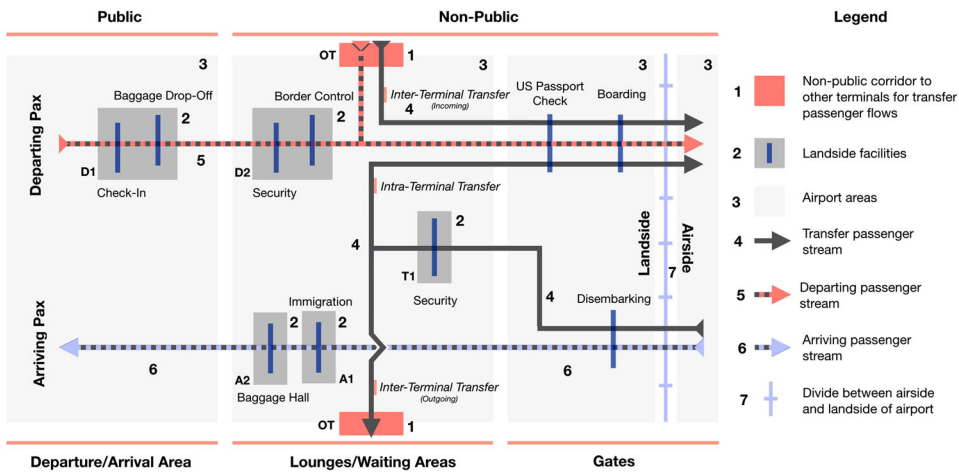 Public
Non-Public
Legend
3
OT
1
3
3
3
Baggage Drop-Off
2
Border Control
2
Inter-Terminal Transfer
(Incoming)
4
US Passport
Check
Boarding
D1
5
D2
Check-In
Security
Departing Pax
Intra-Terminal Transfer
4
2
T1
Security
4
Landside
Airside
7
Disembarking
Immigration
2
2
Arriving Pax
6
6
A2
A1
Baggage Hall
Inter-Terminal Transfer
(Outgoing)
OT
1
Departure/Arrival Area
Lounges/Waiting Areas
Gates
1
Non-public corridor to
other terminals for transfer
passenger flows
2
Landside facilities
3
Airport areas
4
Transfer passenger
stream
5
Departing passenger
stream
6
Arriving passenger
stream
7
Divide between airside
and landside of airport